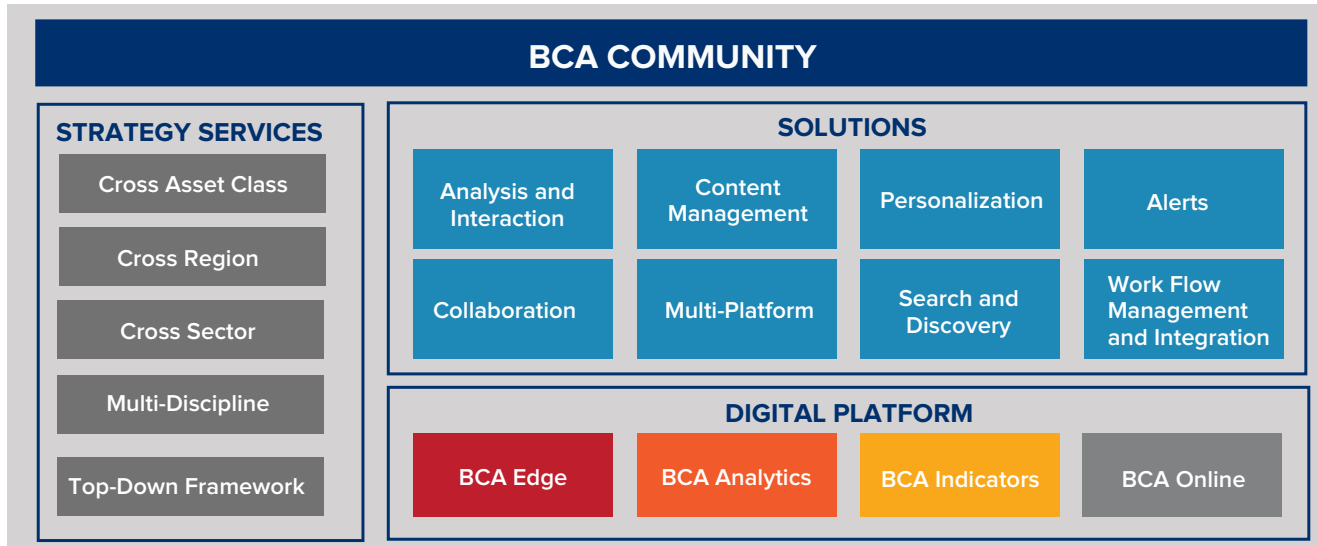 BCA COMMUNITY
STRATEGY SERVICES
Cross Asset Class
Cross Region
Cross Sector
Multi-Discipline
Top-Down Framework
SOLUTIONS
Analysis and
Interaction
Content
Management
Personalization
Alerts
Collaboration
Multi-Platform
Search and
Discovery
Work Flow
Management
and Integration
DIGITAL PLATFORM
BCA Edge
BCA Analytics
BCA Indicators
BCA Online